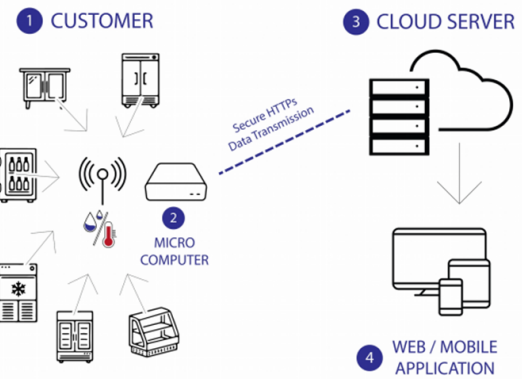 1 CUSTOMER
3 CLOUD SERVER
Secure HTTPs
Data Transmission
2
MICRO
COMPUTER
4 WEB / MOBILE
APPLICATION